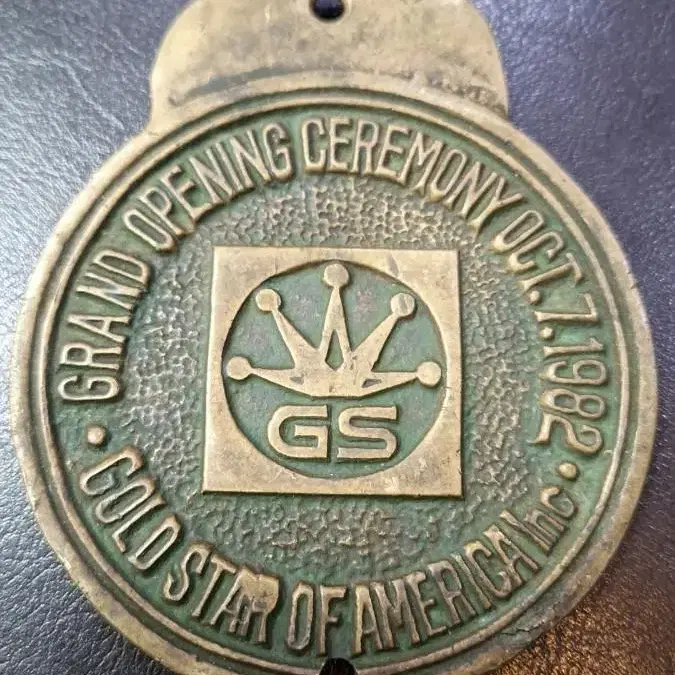 GRAND OPENING CEREMONY OCT.7.1982
GS
GOLD STAR OF AMERICA Inc